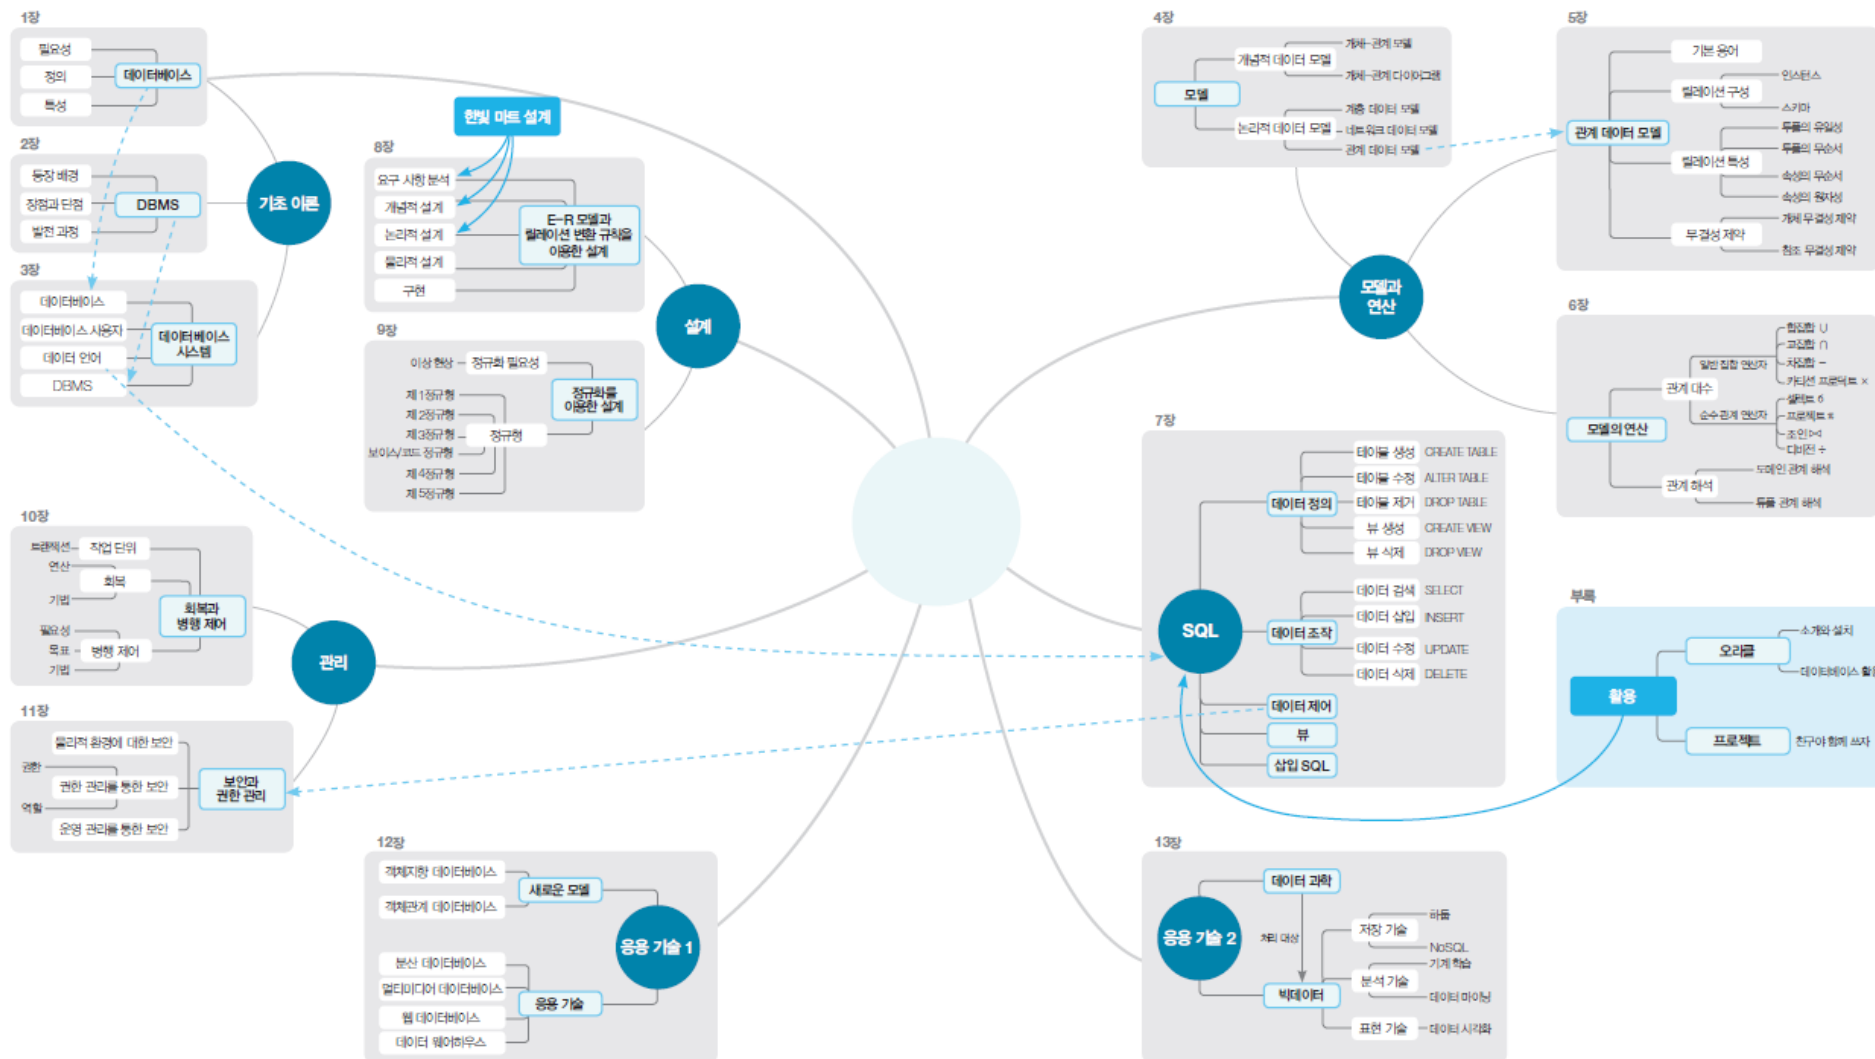 1장
필요성
정의
특성
데이터베이스
2장
등장 배경
장점과 단점
발전 과정
DBMS
3장
데이터베이스
데이터베이스 사용자
데이터 언어
DBMS
데이터베이스
시스템
기초 이론
한빛 마트 설계
8장
요구 사항 분석
개념적 설계
논리적 설계
물리적 설계
구현
E-R 모델과
릴레이션 변환 규칙을
이용한 설계
9장
이상 현상
정규화 필요성
제 1정규형
제 2정규형
제 3정규형
보이스/코드 정규형
제 4정규형
제 5정규형
정규형
정규화를
이용한 설계
설계
10장
트랜잭션
작업 단위
연산
기법
회복
필요성
목표
기법
병행 제어
회복과
병행 제어
11장
물리적 환경에 대한 보안
권한
역할
권한 관리를 통한 보안
운영 관리를 통한 보안
보안과
권한 관리
관리
12장
객체지향 데이터베이스
객체관계 데이터베이스
새로운 모델
분산 데이터베이스
멀티미디어 데이터베이스
웹 데이터베이스
데이터 웨어하우스
응용 기술
응용 기술 1
4장
모델
개념적 데이터 모델
개체-관계 모델
개체-관계 다이어그램
논리적 데이터 모델
계층 데이터 모델
네트워크 데이터 모델
관계 데이터 모델
5장
관계 데이터 모델
기본 용어
릴레이션 구성
인스턴스
스키마
릴레이션 특성
투플의 유일성
투플의 무순서
속성의 무순서
속성의 원자성
무결성 제약
개체 무결성 제약
참조 무결성 제약
모델과
연산
6장
모델의 연산
관계 대수
일반 집합 연산자
합집합 ∪
교집합 ∩
차집합 −
카티션 프로덕트 ×
순수 관계 연산자
셀렉트 σ
프로젝트 π
조인 ⋈
디비전 ÷
관계 해석
도메인 관계 해석
튜플 관계 해석
7장
SQL
데이터 정의
테이블 생성 CREATE TABLE
테이블 수정 ALTER TABLE
테이블 제거 DROP TABLE
뷰 생성 CREATE VIEW
뷰 삭제 DROP VIEW
데이터 조작
데이터 검색 SELECT
데이터 삽입 INSERT
데이터 수정 UPDATE
데이터 삭제 DELETE
데이터 제어
뷰
삽입 SQL
부록
활용
오라클
소개와 설치
데이터베이스
프로젝트
친구야 함께 쓰자
13장
응용 기술 2
데이터 과학
처리 대상
빅데이터
저장 기술
하둡
NoSQL
분석 기술
기계 학습
데이터 마이닝
표현 기술
데이터 시각화